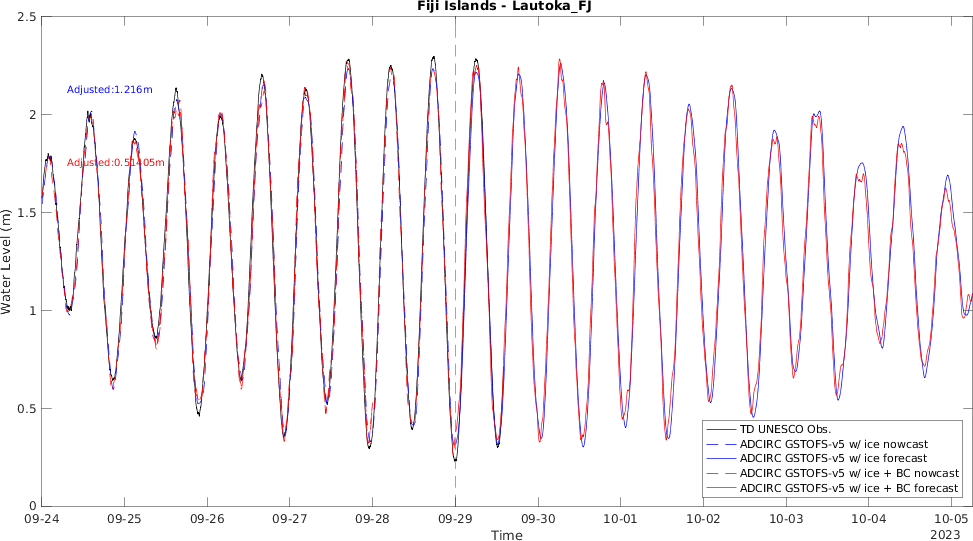 Fiji Islands - Lautoka_FJ
2.5
2
1.5
1
0.5
0
Water Level (m)
Adjusted:1.216m
Adjusted:0.51405m
TD UNESCO Obs.
ADCIRC GSTOFS-v5 w/ ice nowcast
ADCIRC GSTOFS-v5 w/ ice forecast
ADCIRC GSTOFS-v5 w/ ice + BC nowcast
ADCIRC GSTOFS-v5 w/ ice + BC forecast
09-24 09-25 09-26 09-27 09-28 09-29 09-30 10-01 10-02 10-03 10-04 10-05
Time
2023